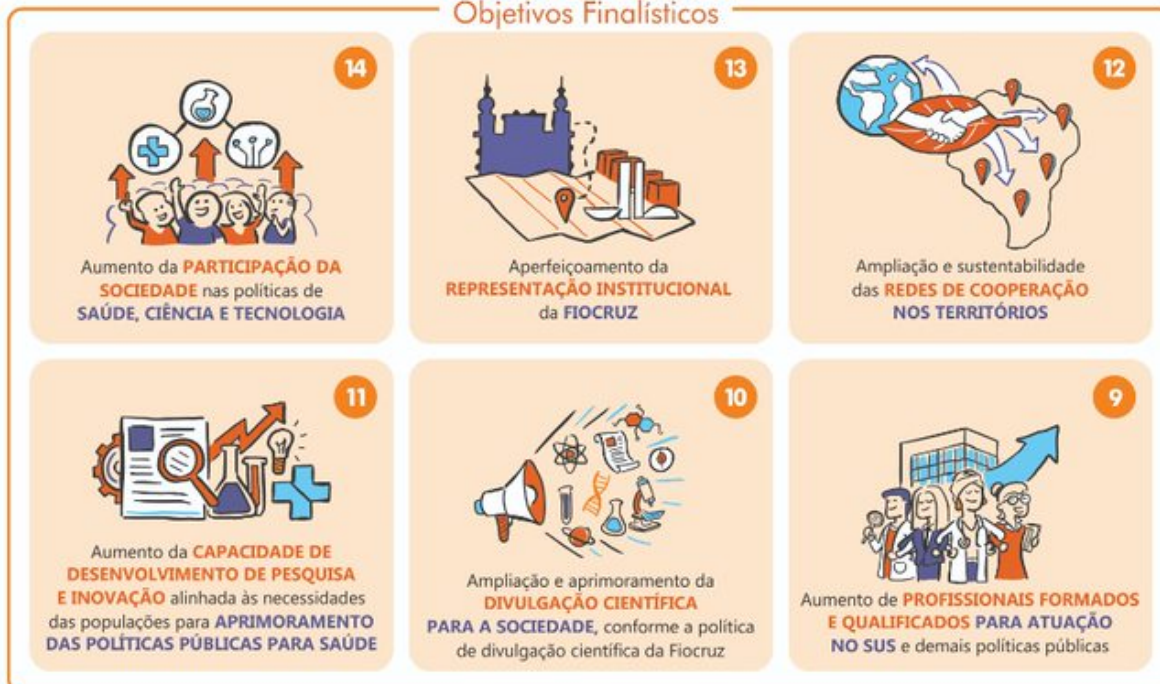 Objetivos Finalísticos
14
Aumento da PARTICIPAÇÃO DA
SOCIEDADE nas políticas de
SAÚDE, CIÊNCIA E TECNOLOGIA
13
Aperfeiçoamento da
REPRESENTAÇÃO INSTITUCIONAL
da FIOCRUZ
12
Ampliação e sustentabilidade
das REDES DE COOPERAÇÃO
NOS TERRITÓRIOS
11
Aumento da CAPACIDADE DE
DESENVOLVIMENTO DE PESQUISA
E INOVAÇÃO alinhada às necessidades
das populações para APRIMORAMENTO
DAS POLÍTICAS PÚBLICAS PARA SAÚDE
10
Ampliação e aprimoramento da
DIVULGAÇÃO CIENTÍFICA
PARA A SOCIEDADE, conforme a política
de divulgação científica da Fiocruz
9
Aumento de PROFISSIONAIS FORMADOS
E QUALIFICADOS PARA ATUAÇÃO
NO SUS e demais políticas públicas